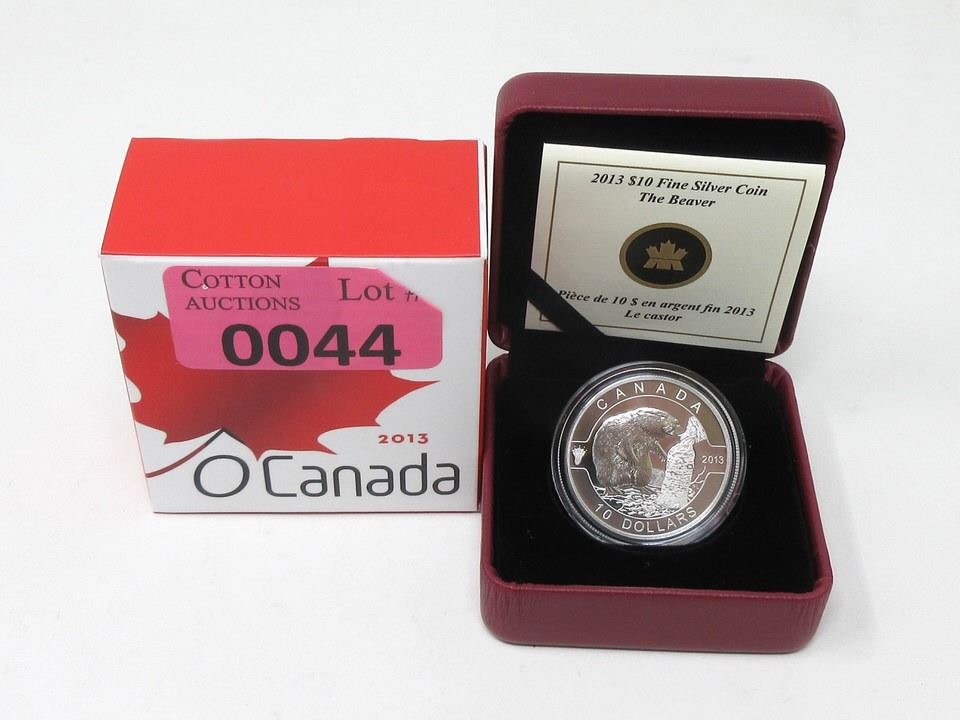 COTTON
AUCTIONS
Lot
0044
2013
O Canada
2013 $10 Fine Silver Coin
The Beaver
Pièce de 10 $ en argent fin 2013
Le castor
CANADA
2013
10 DOLLARS